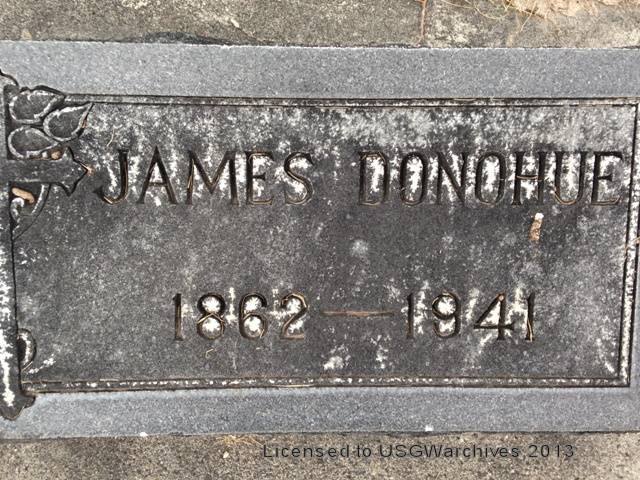 JAMES DONOHUE
1862 — 1941
Licensed to USGWarchives 2013